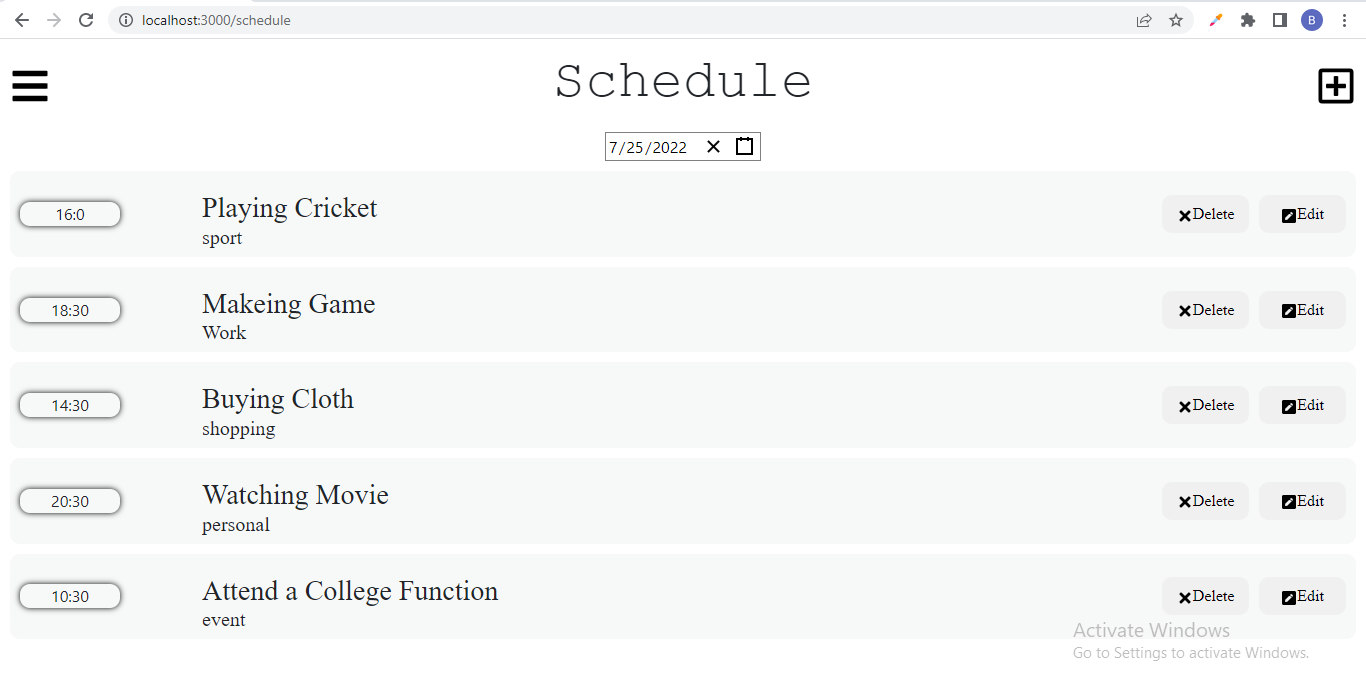 localhost:3000/schedule
B
Schedule
7/25/2022
16:0
Playing Cricket
sport
Delete
Edit
18:30
Makeing Game
Work
Delete
Edit
14:30
Buying Cloth
shopping
Delete
Edit
20:30
Watching Movie
personal
Delete
Edit
10:30
Attend a College Function
event
Delete
Edit
Activate Windows
Go to Settings to activate Windows.